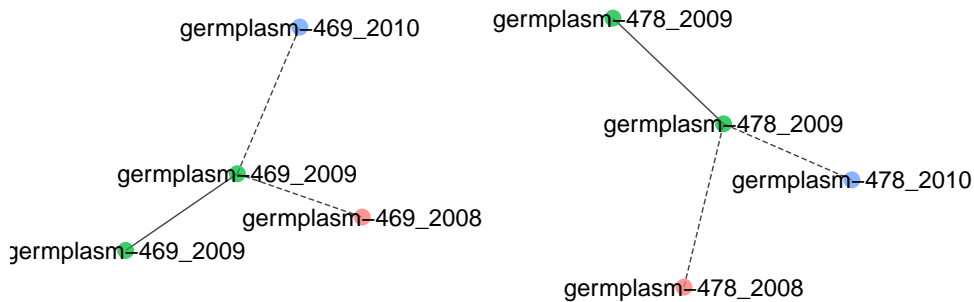 germplasm−469_2010
germplasm−469_2009
germplasm−469_2008
germplasm−469_2009
germplasm−478_2009
germplasm−478_2009
germplasm−478_2010
germplasm−478_2008